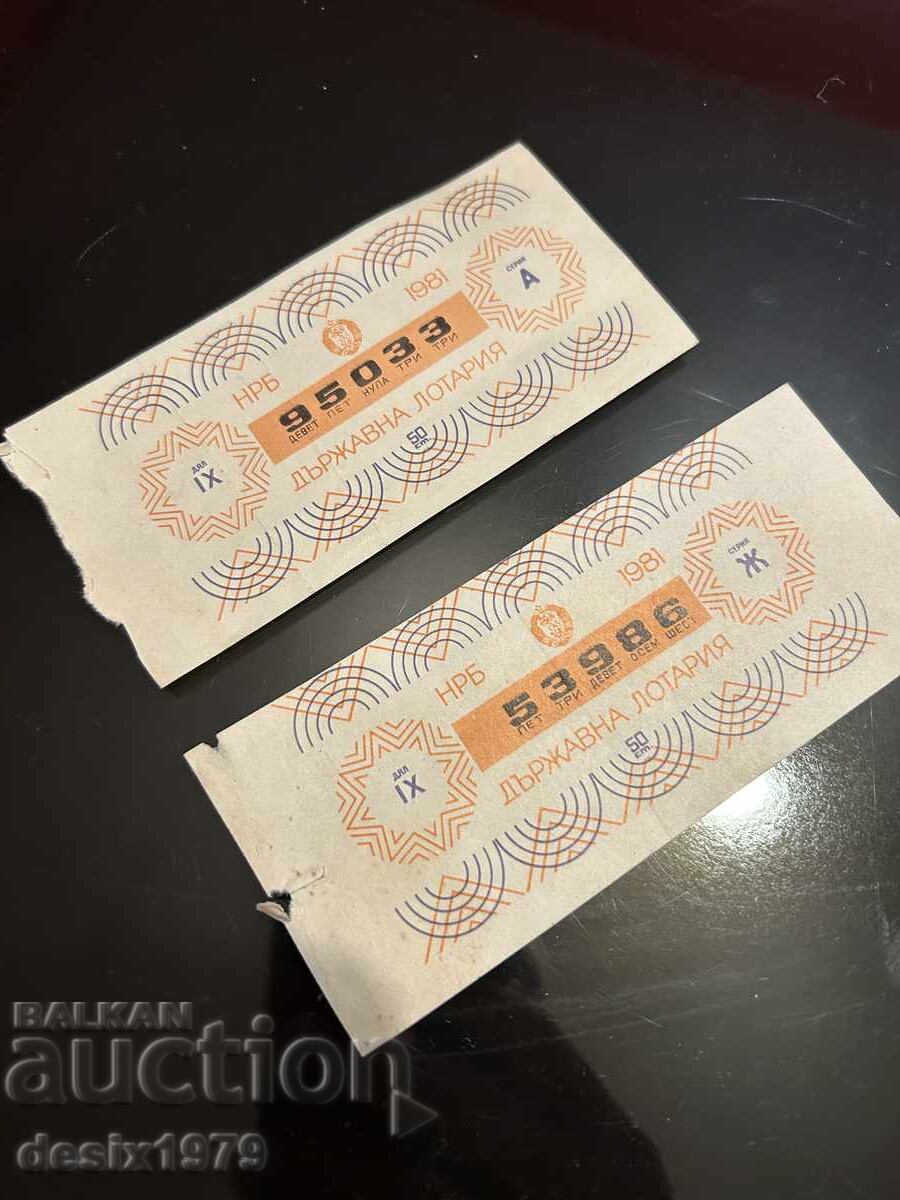 1981
СЕРИЯ
А
НРБ
95033
ДЕВЕТ ПЕТ НУЛА ТРИ ТРИ
ДЪРЖАВНА ЛОТАРИЯ
ДЯЛ
IX
50
ст.
1981
СЕРИЯ
Ж
НРБ
53986
ПЕТ ТРИ ДЕВЕТ ОСЕМ ШЕСТ
ДЪРЖАВНА ЛОТАРИЯ
ДЯЛ
IX
50
ст.
BALKAN
auction
desix1979